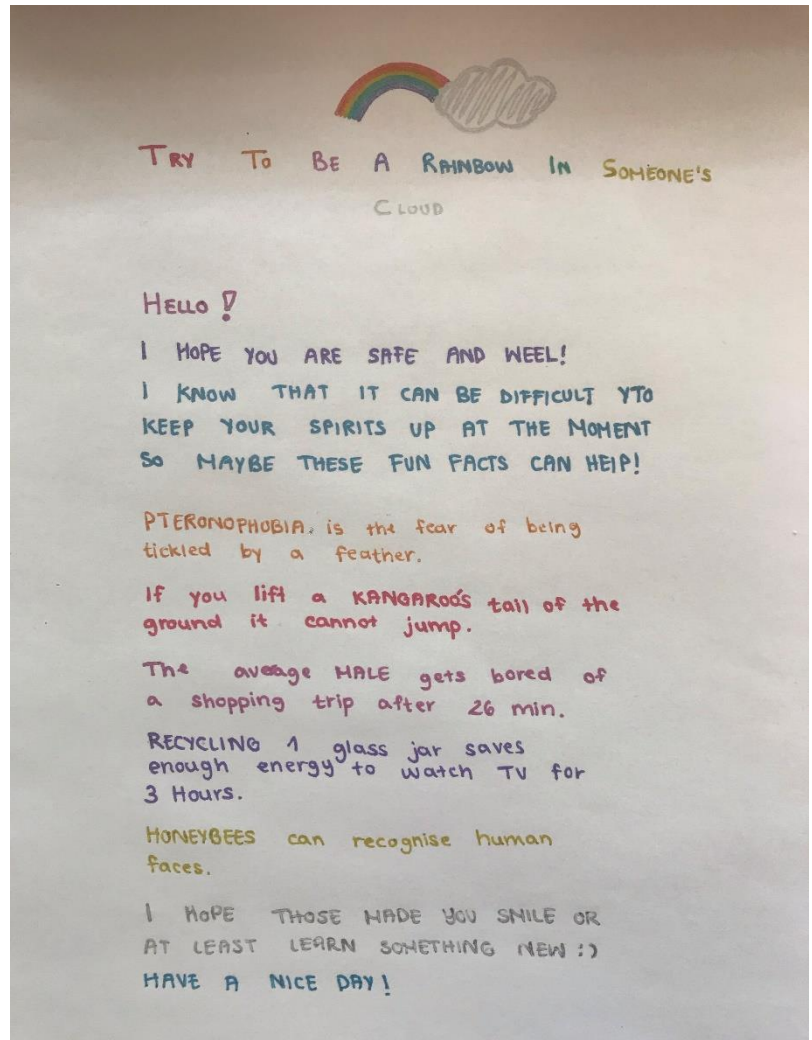 TRY TO BE A RAINBOW IN SOMEONE'S
CLOUD
HELLO!
I HOPE YOU ARE SAFE AND WEEL!
I KNOW THAT IT CAN BE DIFFICULT YTO
KEEP YOUR SPIRITS UP AT THE MOMENT
SO MAYBE THESE FUN FACTS CAN HElP!
PTERONOPHOBIA. is the fear of being
tickled by a feather.
If you lift a KANGAROO'S tail of the
ground it cannot jump.
The aveage MALE gets bored of
a shopping trip after 26 min.
RECYCLING 1 glass jar saves
enough energy to watch TV for
3 Hours.
HONEYBEES can recognise human
faces.
I HOPE THOSE MADE YOU SMILE OR
AT LEAST LEARN SOMETHING NEW :)
HAVE A NICE DAY!